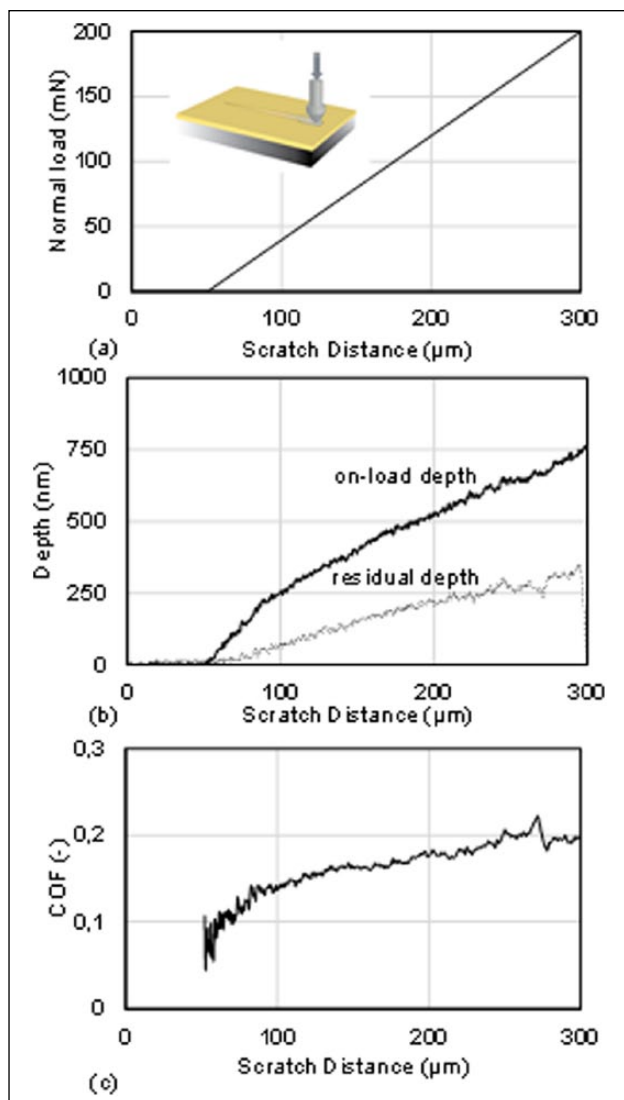 200
150
100
50
0
Normal load (mN)
0 100 200 300
(a) Scratch Distance (µm)
1000
750
500
250
0
Depth (nm)
on-load depth
residual depth
0 100 200 300
(b) Scratch Distance (µm)
0,3
0,2
0,1
0
COF (-)
0 100 200 300
Scratch Distance (µm)
(c)